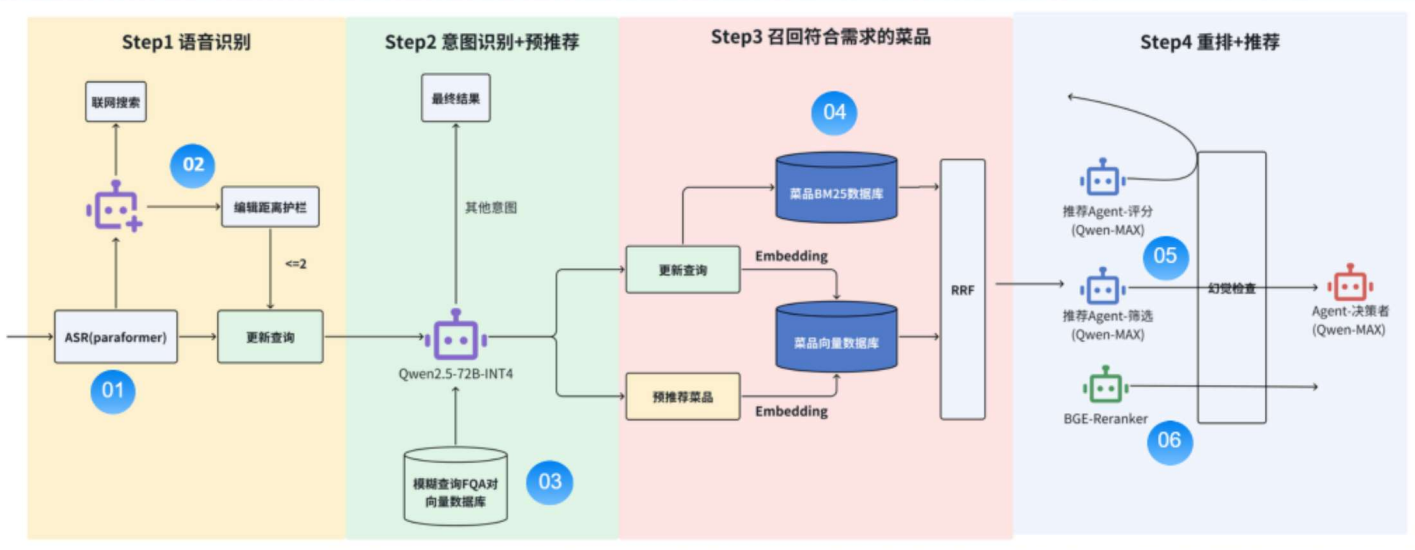 Step1 语音识别
联网搜索
02
编辑距离护栏
<=2
ASR(paraformer)
更新查询
01
Step2 意图识别+预推荐
最终结果
其他意图
Qwen2.5-72B-INT4
模糊查询FQA对
向量数据库
03
Step3 召回符合需求的菜品
04
菜品BM25数据库
更新查询
Embedding
菜品向量数据库
预推荐菜品
Embedding
RRF
Step4 重排+推荐
推荐Agent-评分
(Qwen-MAX)
05
推荐Agent-筛选
(Qwen-MAX)
幻觉检查
Agent-决策者
(Qwen-MAX)
BGE-Reranker
06